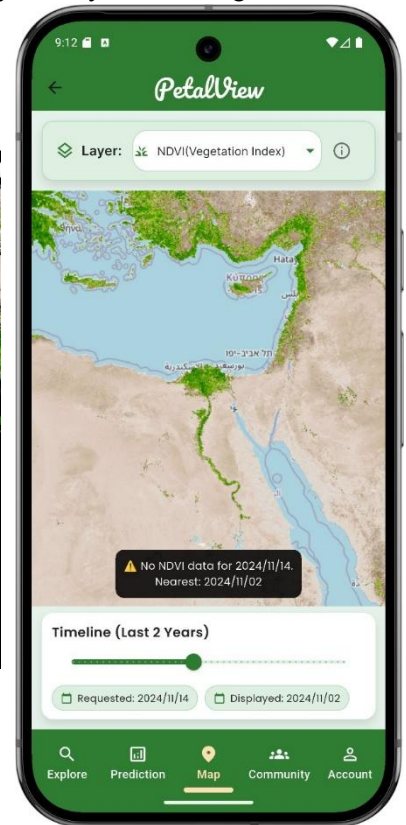 9:12
PetalView
Layer: NDVI(Vegetation Index)
Hata
Κύπρος
תל אביב-יפו
بورسعيد
الإسكندرية
⚠ No NDVI data for 2024/11/14.
Nearest: 2024/11/02
Timeline (Last 2 Years)
Requested: 2024/11/14 Displayed: 2024/11/02
Explore Prediction Map Community Account